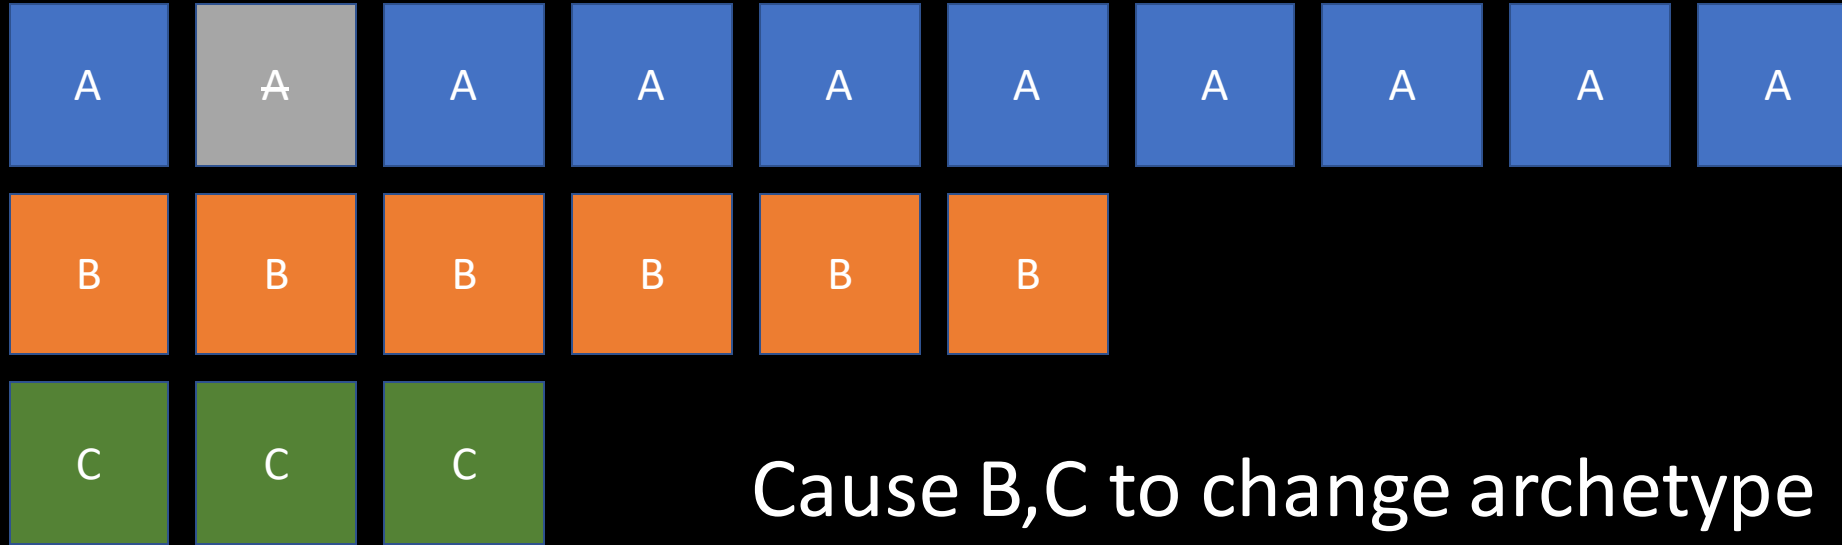 A A A A A A A A A A
B B B B B B
C C C
Cause B,C to change archetype